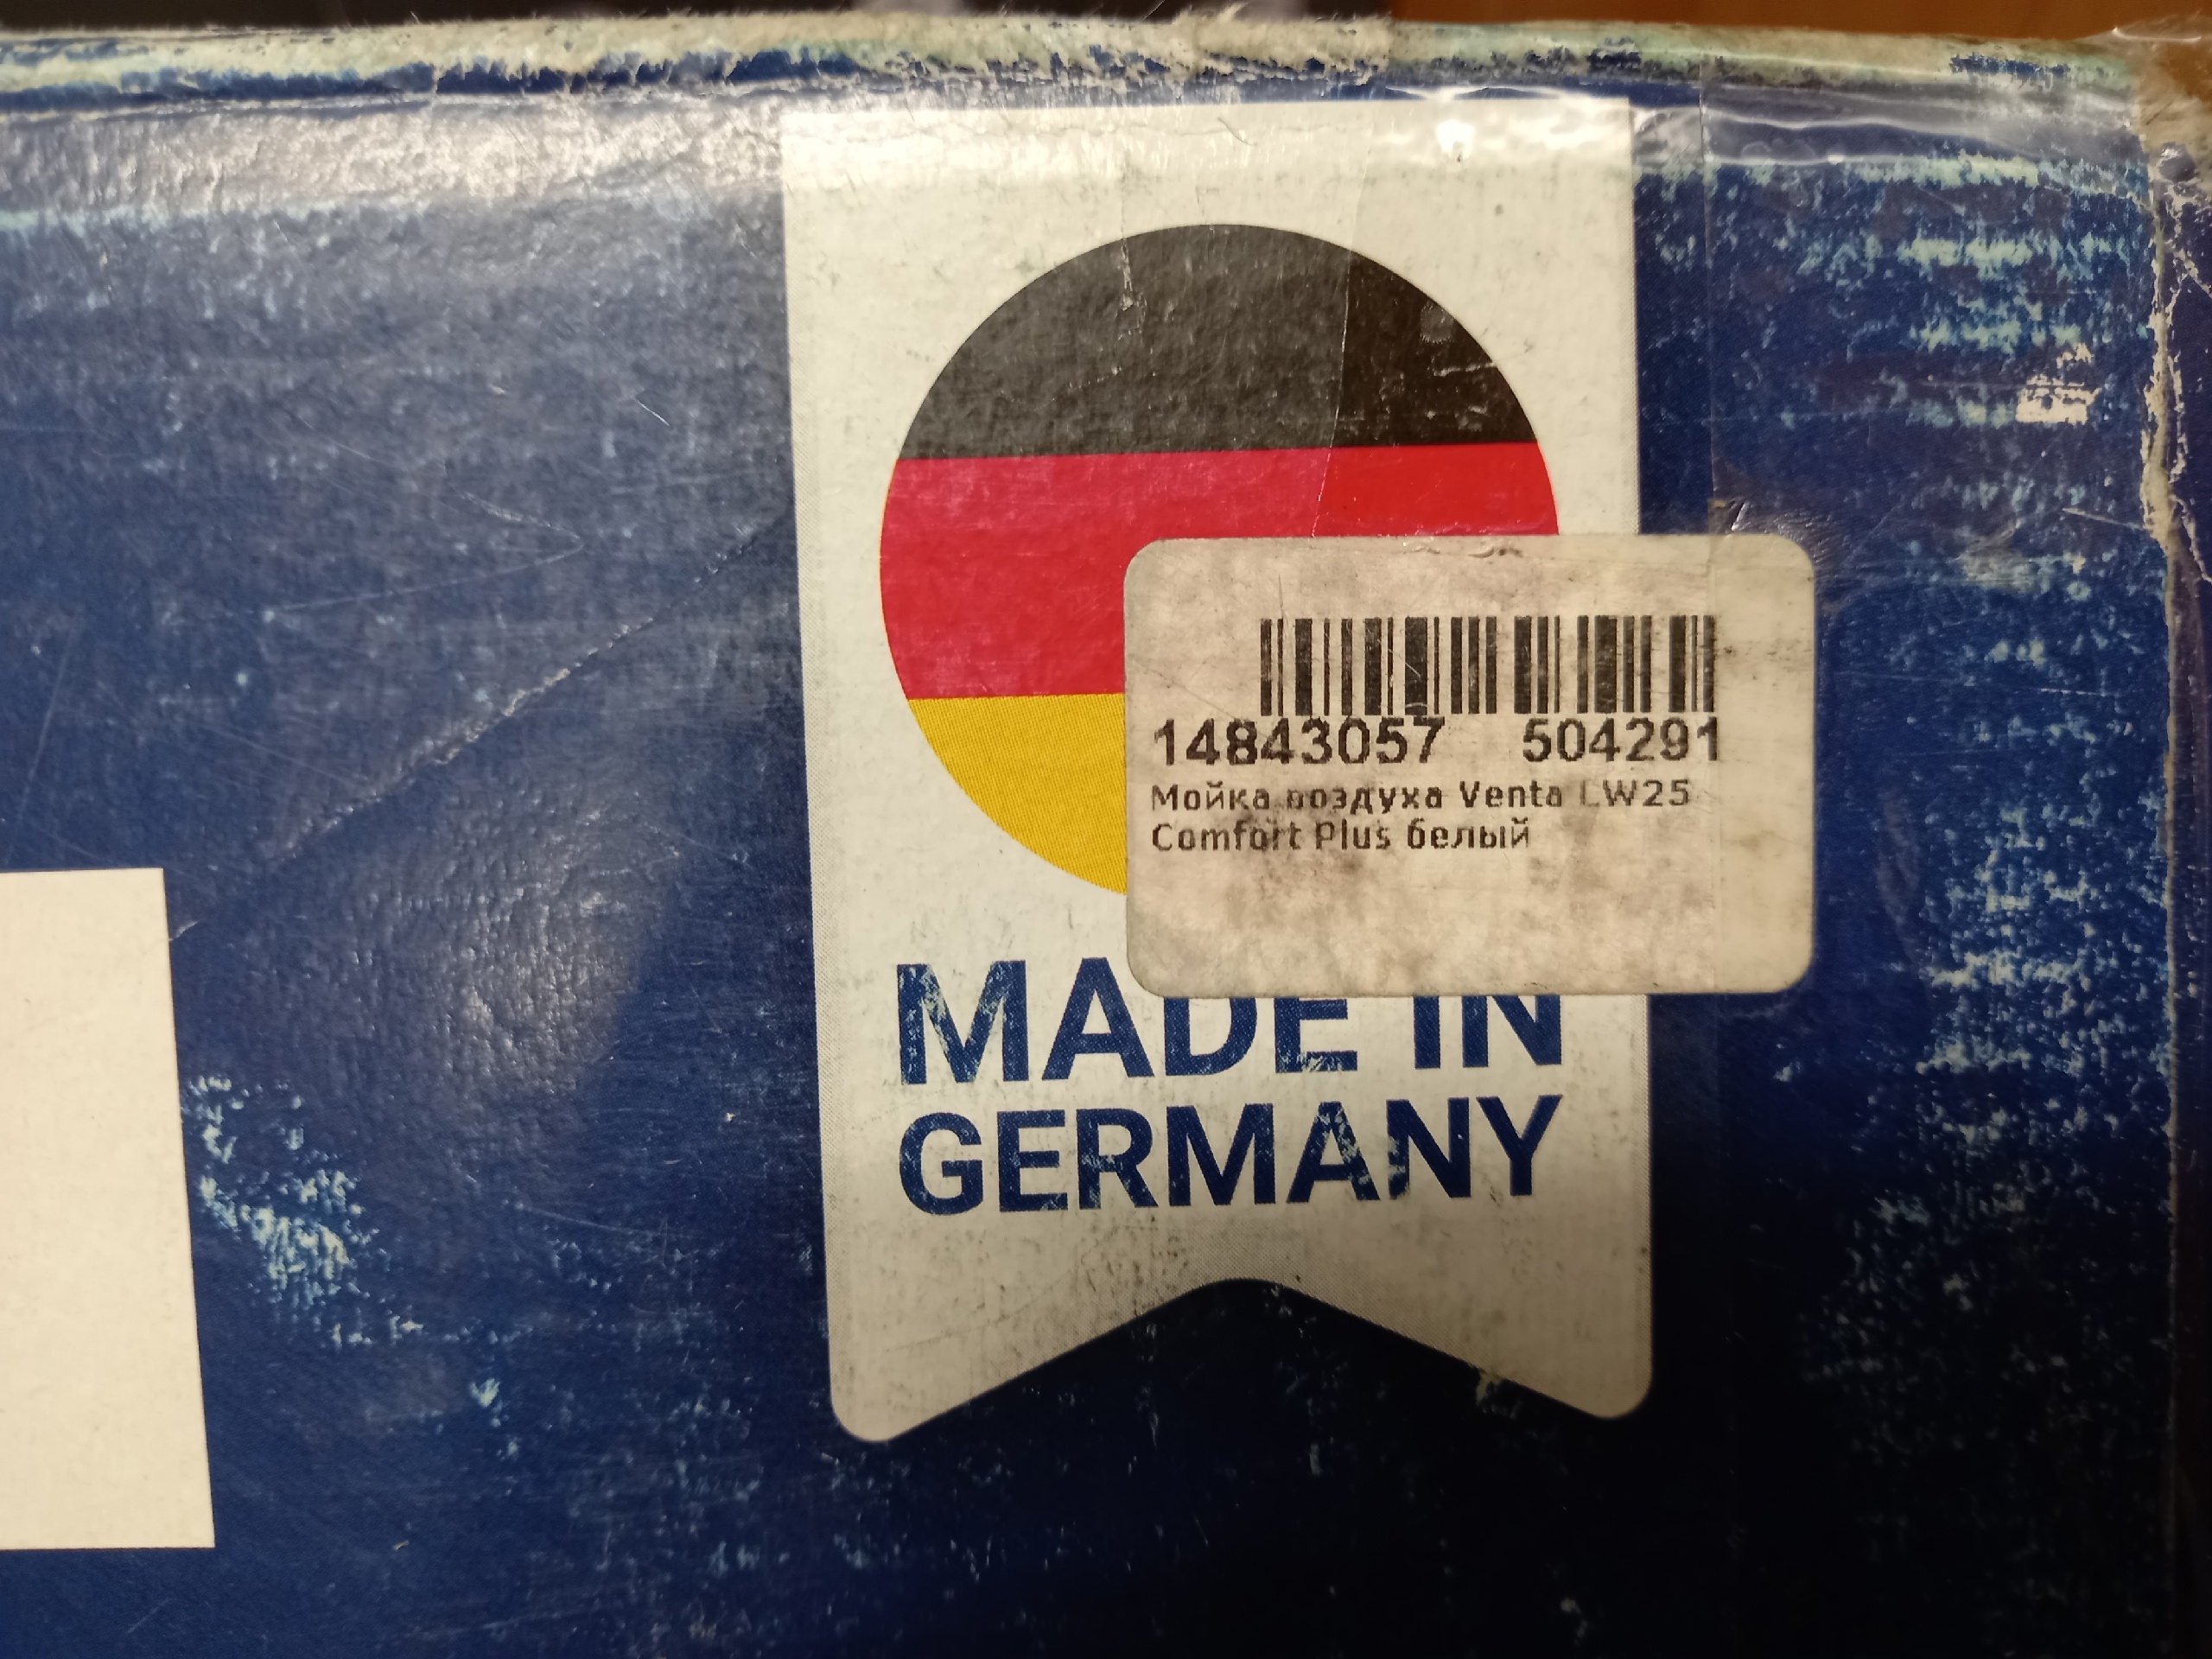 14843057 504291
Мойка воздуха Venta LW25
Comfort Plus белый
MADE IN
GERMANY